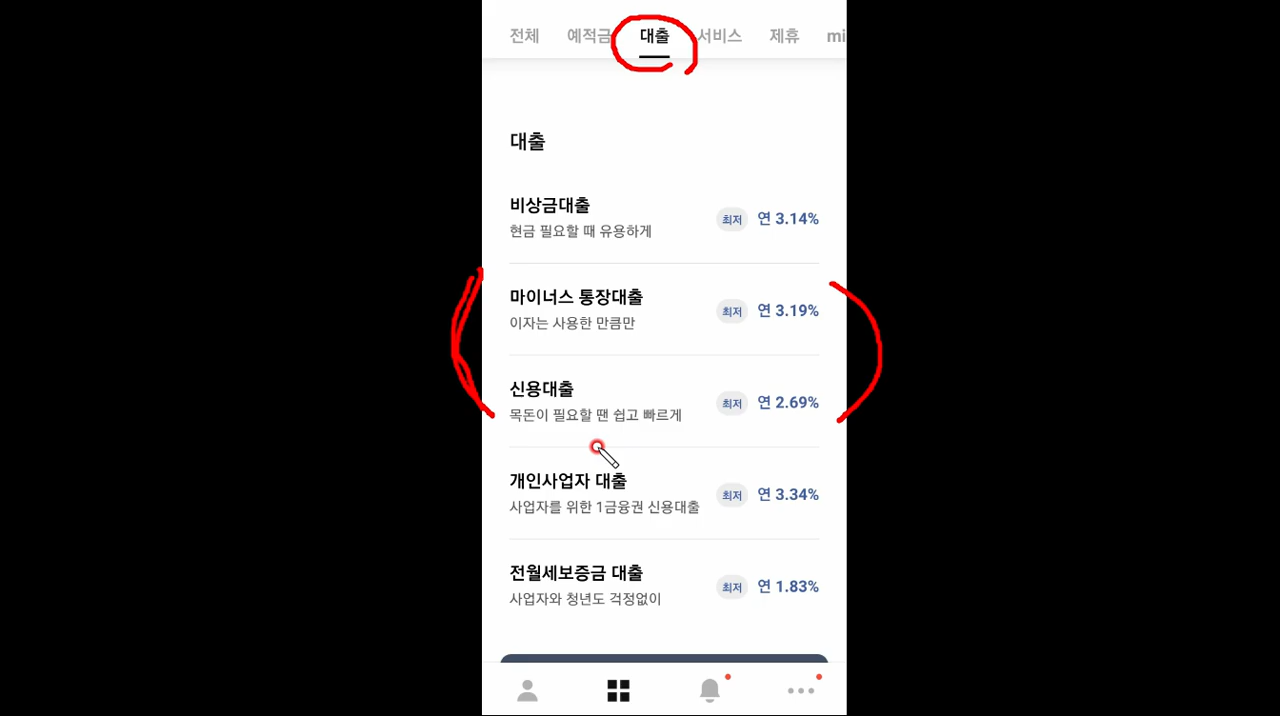 전체 예적금 대출 서비스 제휴 mi
대출
비상금대출
현금 필요할 때 유용하게
최저 연 3.14%
마이너스 통장대출
이자는 사용한 만큼만
최저 연 3.19%
신용대출
목돈이 필요할 땐 쉽고 빠르게
최저 연 2.69%
개인사업자 대출
사업자를 위한 1금융권 신용대출
최저 연 3.34%
전월세보증금 대출
사업자와 청년도 걱정없이
최저 연 1.83%